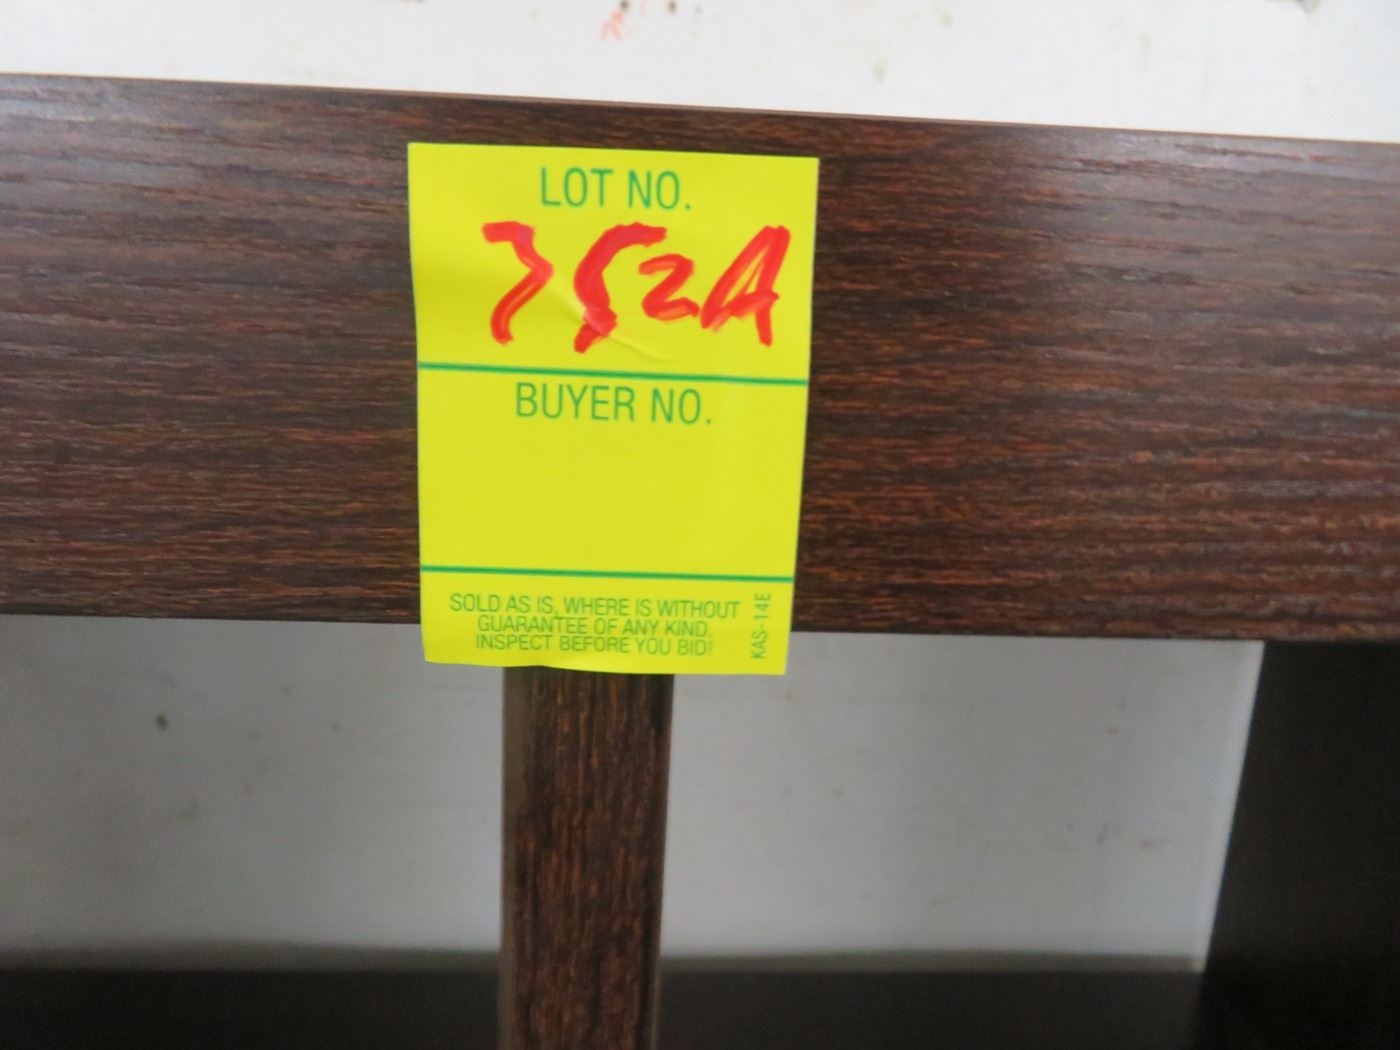 LOT NO.
752A
BUYER NO.
SOLD AS IS, WHERE IS WITHOUT
GUARANTEE OF ANY KIND.
INSPECT BEFORE YOU BID!
KAS-14E